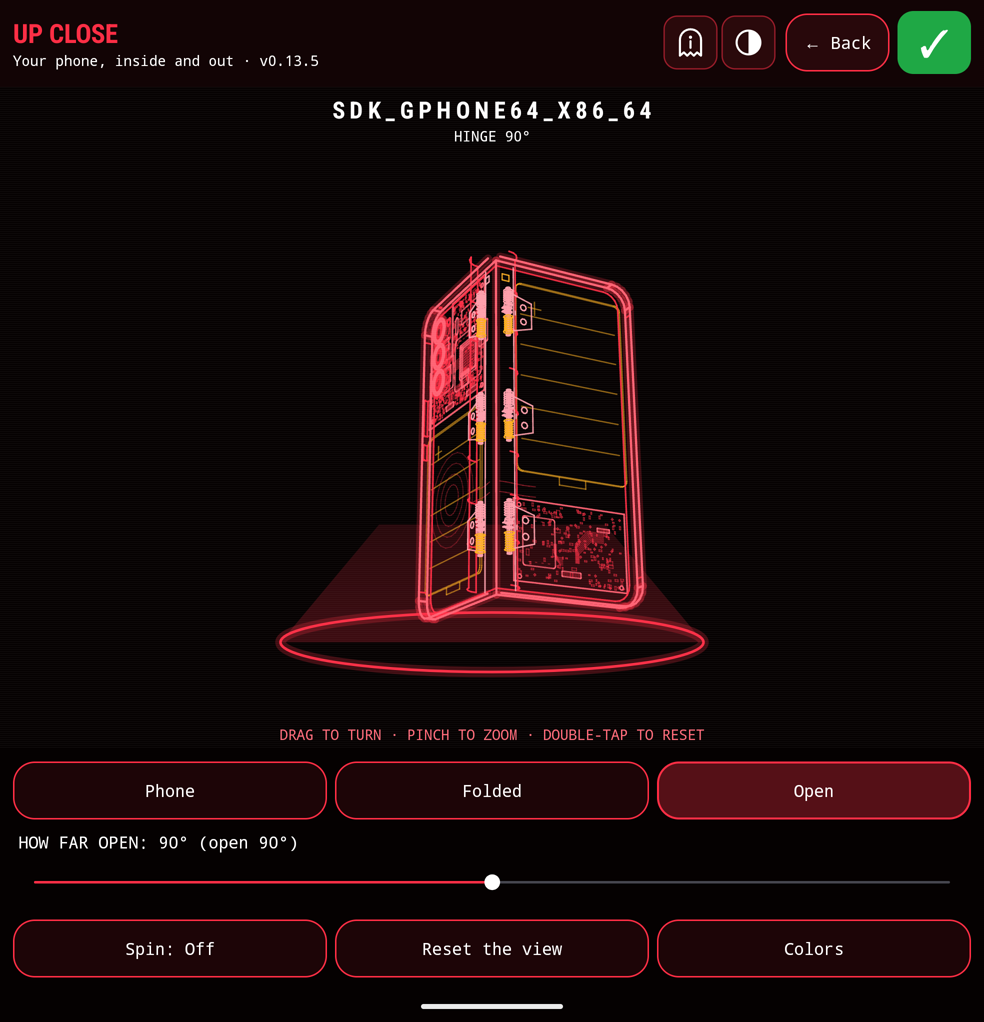 UP CLOSE
Your phone, inside and out · v0.13.5
← Back
SDK_GPHONE64_X86_64
HINGE 90°
DRAG TO TURN · PINCH TO ZOOM · DOUBLE-TAP TO RESET
Phone
Folded
Open
HOW FAR OPEN: 90° (open 90°)
Spin: Off
Reset the view
Colors